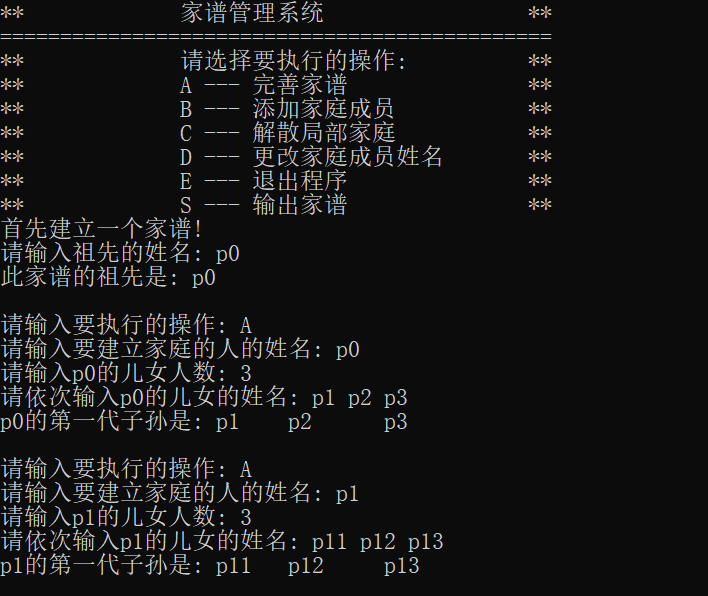 **             家谱管理系统                 **
==============================================
**             请选择要执行的操作:          **
**             A --- 完善家谱               **
**             B --- 添加家庭成员           **
**             C --- 解散局部家庭           **
**             D --- 更改家庭成员姓名       **
**             E --- 退出程序               **
**             S --- 输出家谱               **
首先建立一个家谱!
请输入祖先的姓名: p0
此家谱的祖先是: p0

请输入要执行的操作: A
请输入要建立家庭的人的姓名: p0
请输入p0的儿女人数: 3
请依次输入p0的儿女的姓名: p1 p2 p3
p0的第一代子孙是: p1    p2      p3

请输入要执行的操作: A
请输入要建立家庭的人的姓名: p1
请输入p1的儿女人数: 3
请依次输入p1的儿女的姓名: p11 p12 p13
p1的第一代子孙是: p11   p12     p13